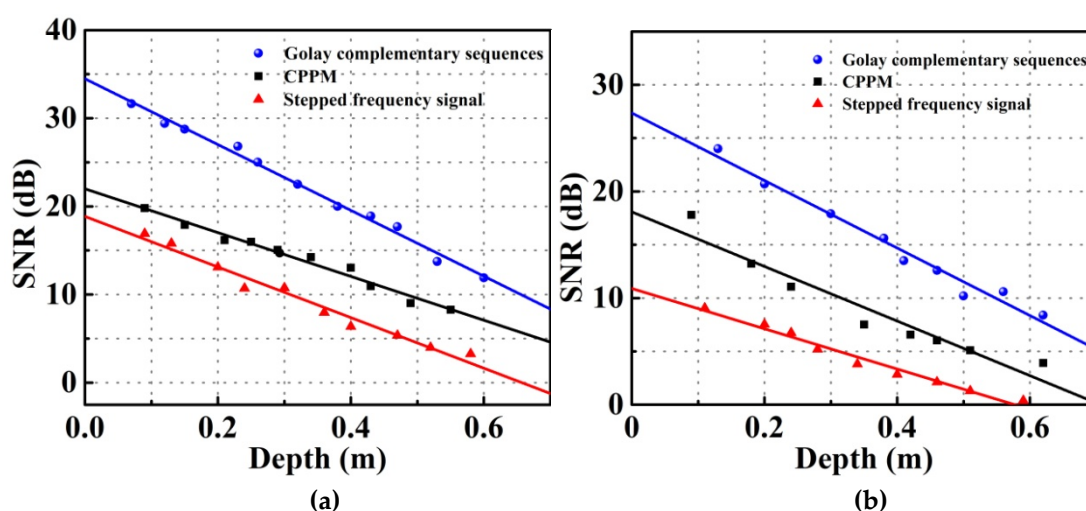 40
30
20
10
0
0.0 0.2 0.4 0.6
SNR (dB)
Depth (m)
Golay complementary sequences
CPPM
Stepped frequency signal
(a)
30
20
10
0
0.0 0.2 0.4 0.6
SNR (dB)
Depth (m)
Golay complementary sequences
CPPM
Stepped frequency signal
(b)